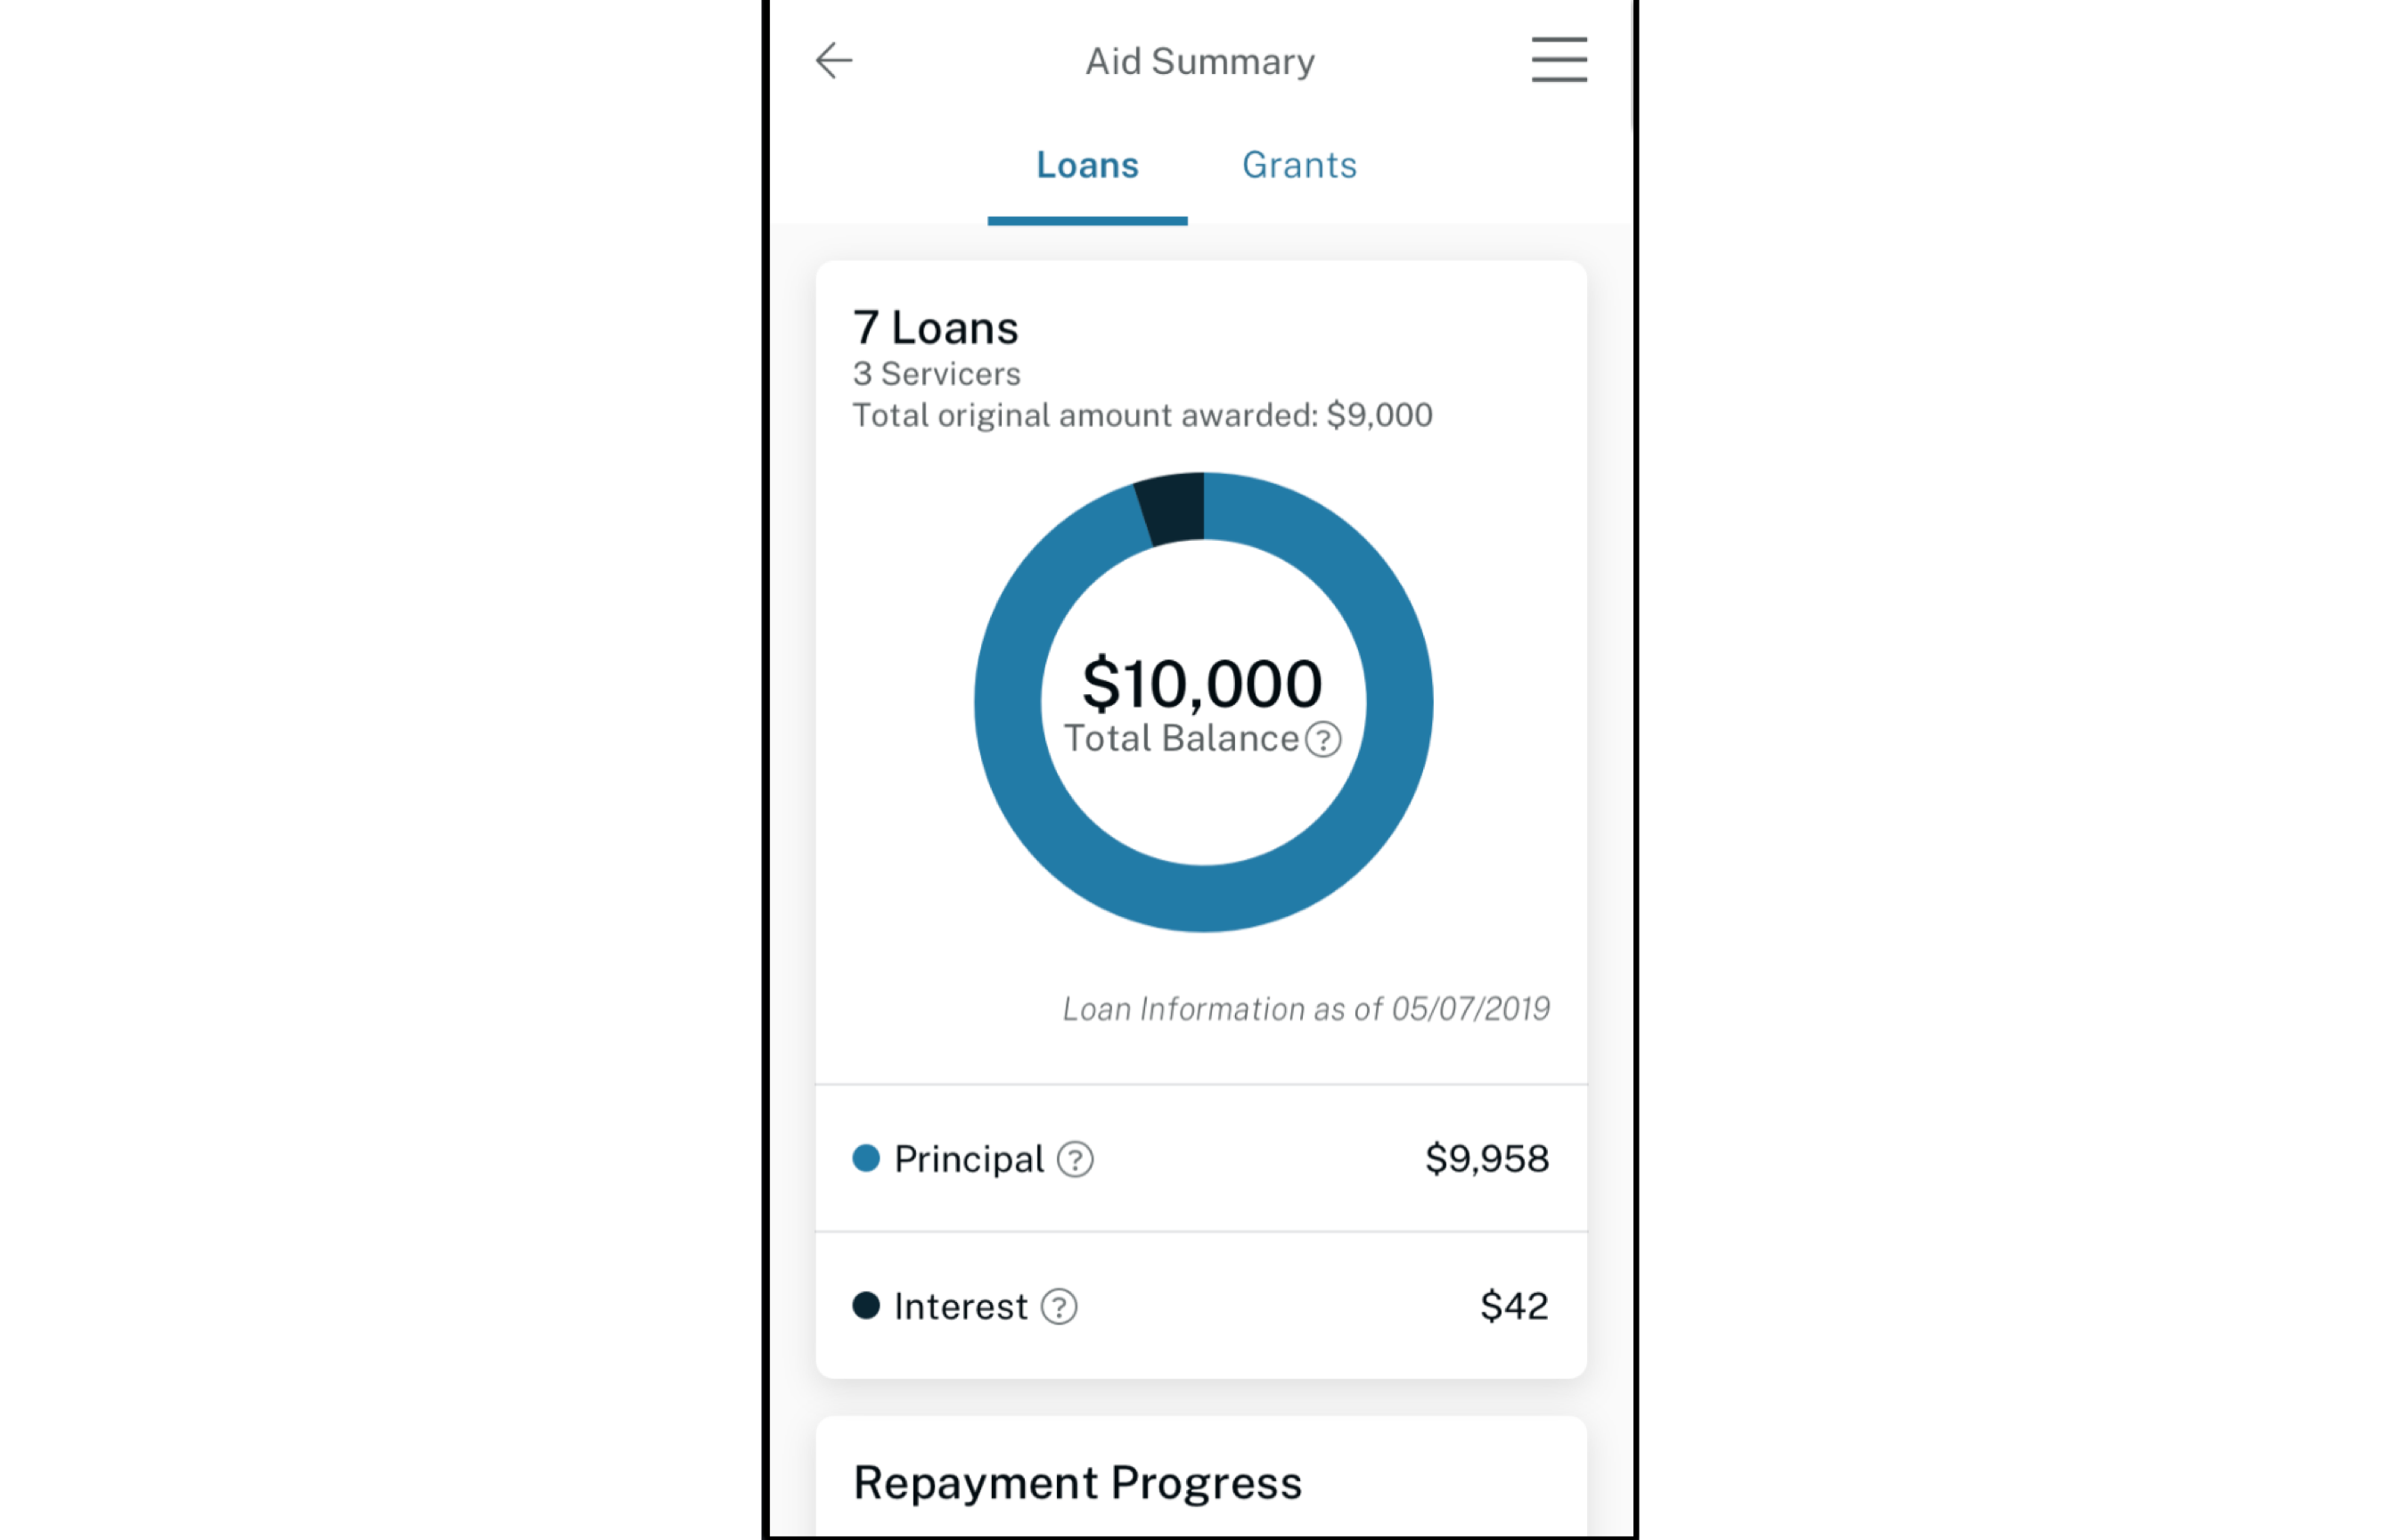 Aid Summary
Loans Grants
7 Loans
3 Servicers
Total original amount awarded: $9,000
$10,000
Total Balance ?
Loan Information as of 05/07/2019
Principal ? $9,958
Interest ? $42
Repayment Progress